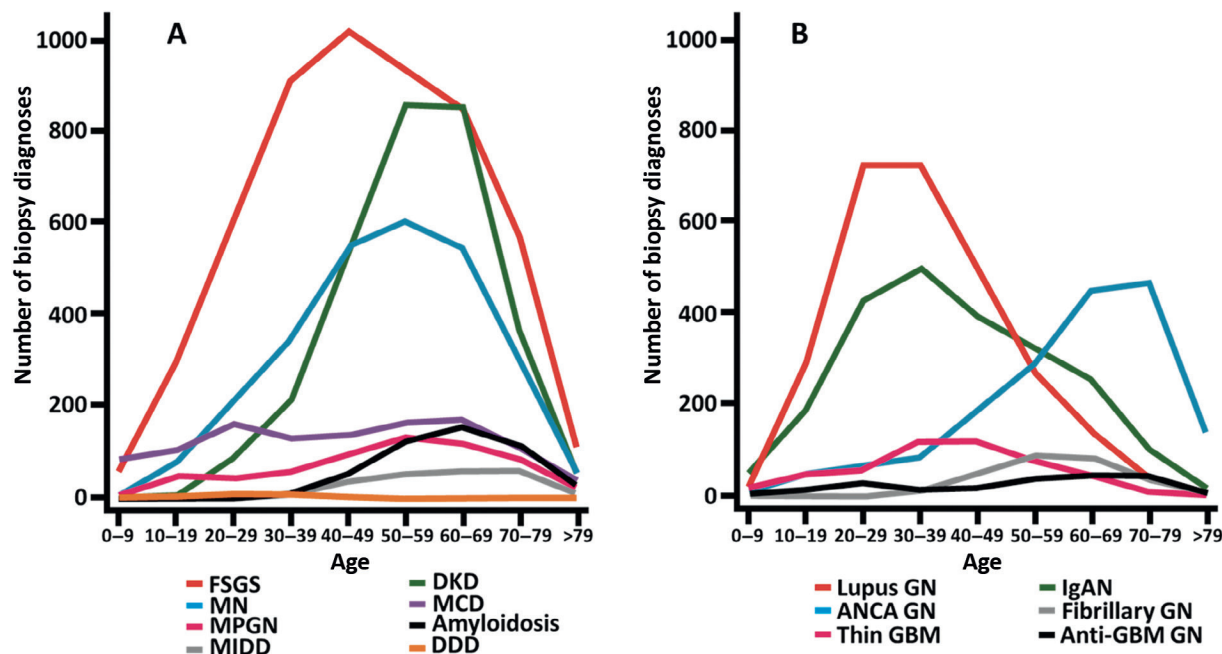 A
Number of biopsy diagnoses
1000
800
600
400
200
0
0–9 10–19 20–29 30–39 40–49 50–59 60–69 70–79 >79
Age
FSGS DKD
MN MCD
MPGN Amyloidosis
MIDD DDD
B
Number of biopsy diagnoses
1000
800
600
400
200
0
0–9 10–19 20–29 30–39 40–49 50–59 60–69 70–79 >79
Age
Lupus GN IgAN
ANCA GN Fibrillary GN
Thin GBM Anti-GBM GN